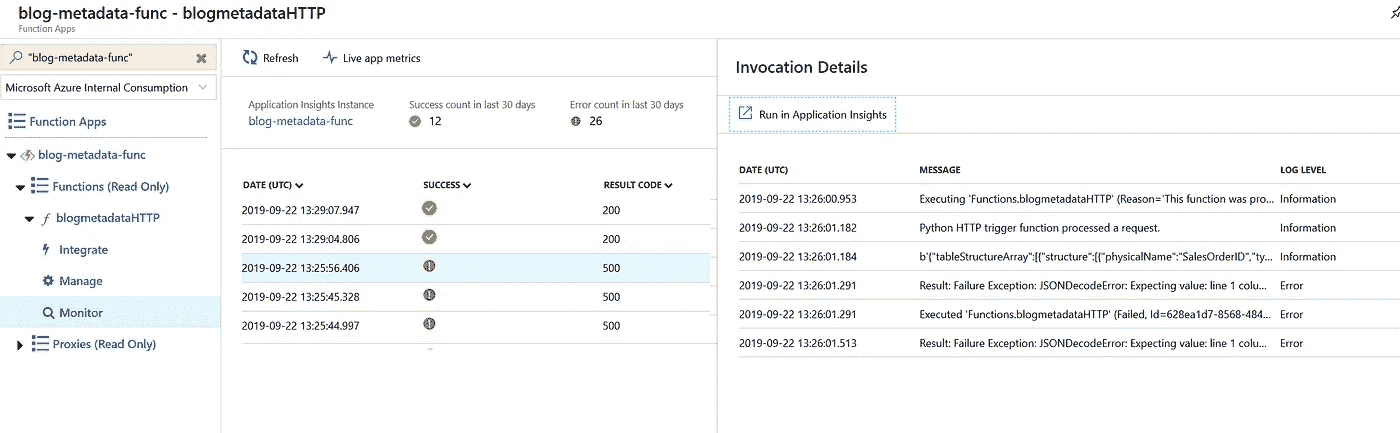 blog-metadata-func - blogmetadataHTTP
Function Apps
"blog-metadata-func"
Microsoft Azure Internal Consumption
Function Apps
blog-metadata-func
Functions (Read Only)
f blogmetadataHTTP
Integrate
Manage
Monitor
Proxies (Read Only)
Refresh Live app metrics
Application Insights Instance Success count in last 30 days Error count in last 30 days
blog-metadata-func 12 26
DATE (UTC) SUCCESS RESULT CODE
2019-09-22 13:29:07.947 200
2019-09-22 13:29:04.806 200
2019-09-22 13:25:56.406 500
2019-09-22 13:25:45.328 500
2019-09-22 13:25:44.997 500
Invocation Details
Run in Application Insights
DATE (UTC) MESSAGE LOG LEVEL
2019-09-22 13:26:00.953 Executing 'Functions.blogmetadataHTTP' (Reason='This function was pro... Information
2019-09-22 13:26:01.182 Python HTTP trigger function processed a request. Information
2019-09-22 13:26:01.184 b'{"tableStructureArray":[{"structure":[{"physicalName":"SalesOrderID","ty... Information
2019-09-22 13:26:01.291 Result: Failure Exception: JSONDecodeError: Expecting value: line 1 colu... Error
2019-09-22 13:26:01.291 Executed 'Functions.blogmetadataHTTP' (Failed, Id=628ea1d7-8568-484... Error
2019-09-22 13:26:01.513 Result: Failure Exception: JSONDecodeError: Expecting value: line 1 colu... Error